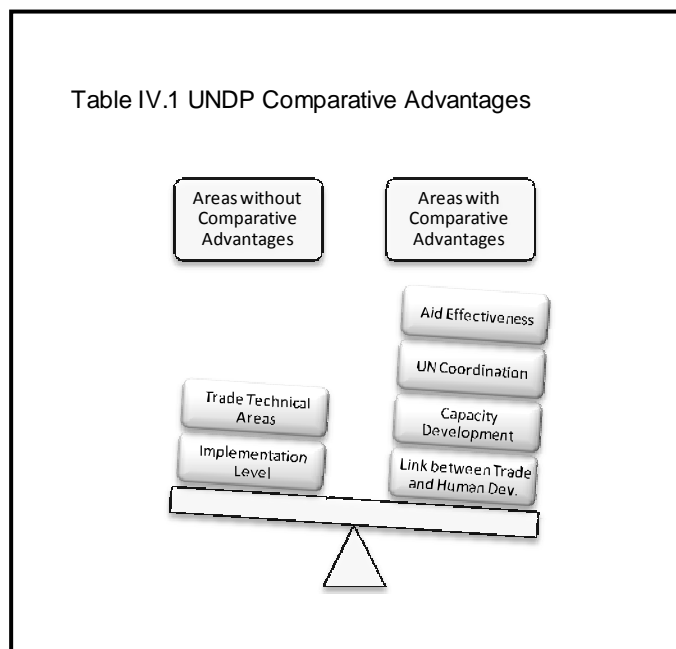 Table IV.1 UNDP Comparative Advantages
Areas without
Comparative
Advantages
Areas with
Comparative
Advantages
Aid Effectiveness
UN Coordination
Capacity
Development
Link between Trade
and Human Dev.
Trade Technical
Areas
Implementation
Level